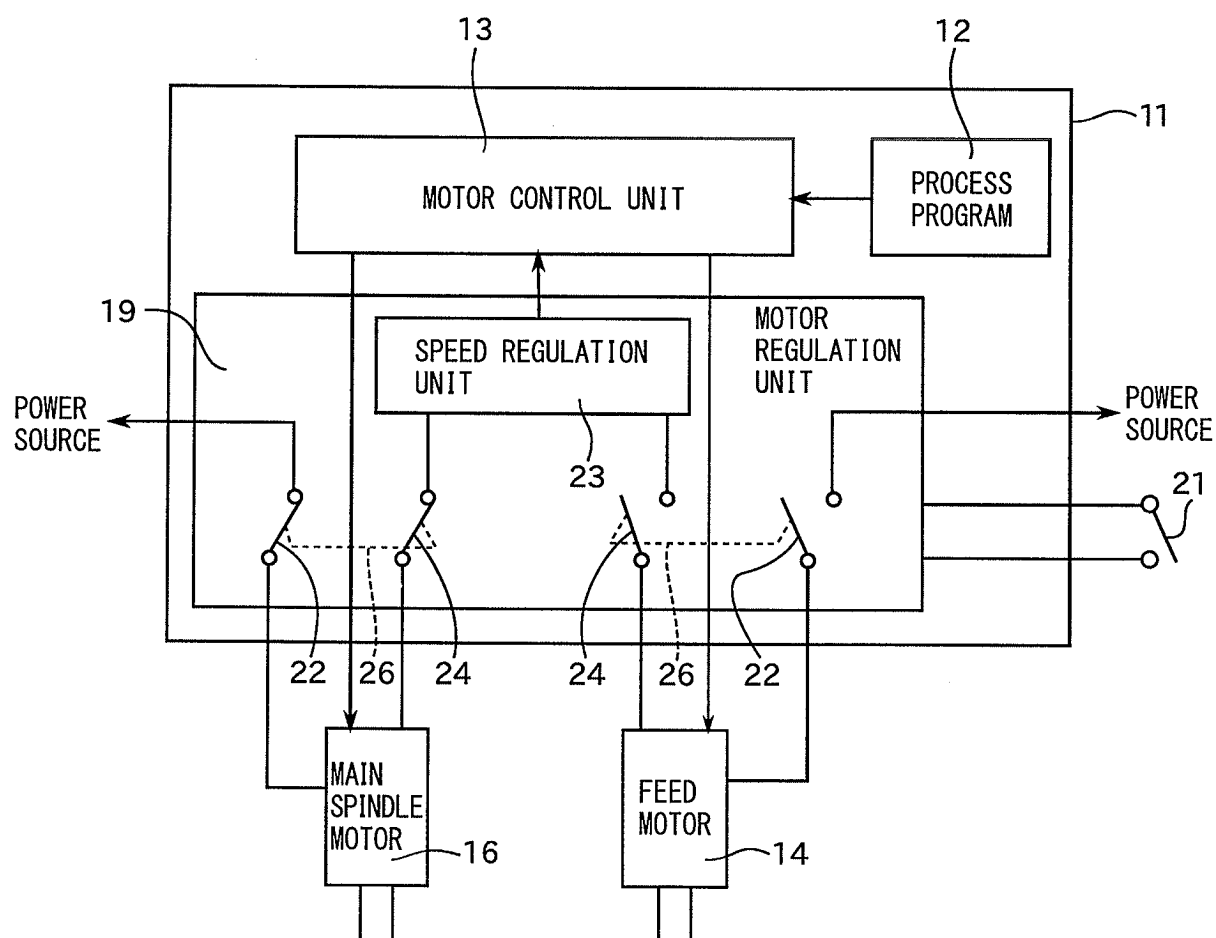 13
12
11
MOTOR CONTROL UNIT
PROCESS
PROGRAM
19
MOTOR
REGULATION
UNIT
SPEED REGULATION
UNIT
POWER
SOURCE
POWER
SOURCE
23
21
22
26
24
24
26
22
MAIN
SPINDLE
MOTOR
FEED
MOTOR
16
14